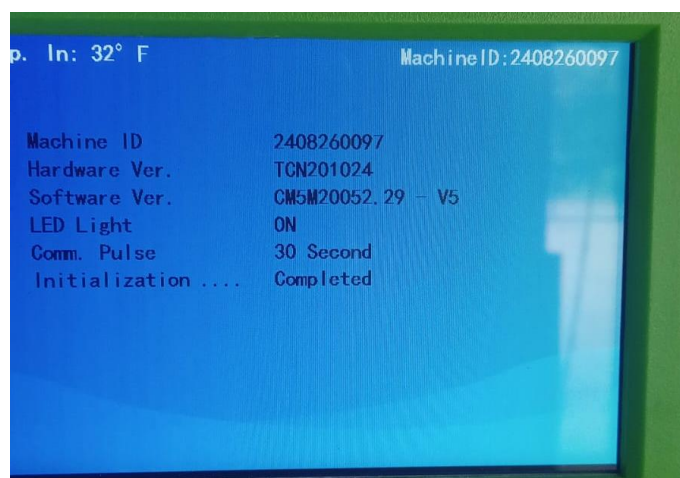 p. In: 32° F MachineID:2408260097
Machine ID 2408260097
Hardware Ver. TCN201024
Software Ver. CM5M20052.29 - V5
LED Light ON
Comm. Pulse 30 Second
Initialization .... Completed